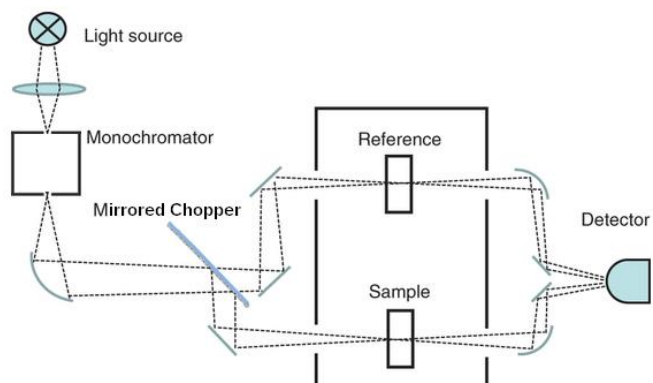 Light source
Monochromator
Reference
Mirrored Chopper
Detector
Sample